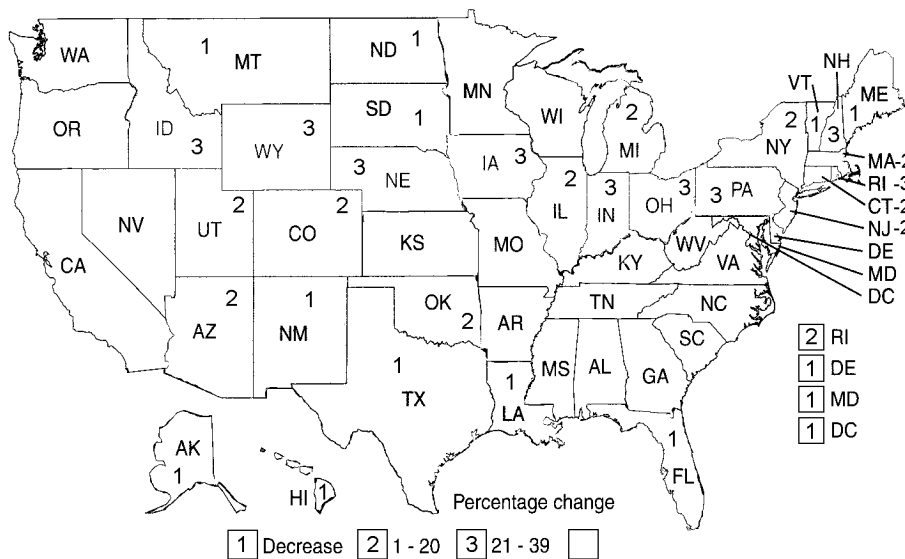 WA
1
MT
ND 1
MN
VT
NH
ME
1
OR
ID
3
WY
3
SD
1
WI
2
MI
NY
2
1
3
MA-2
RI -3
CT-2
NJ -2
DE
MD
DC
NV
UT
2
CO
2
3
NE
IA 3
2
IL
3
IN
OH 3
3 PA
CA
KS
MO
WV
VA
KY
2
AZ
1
NM
OK
2
AR
TN
NC
SC
MS
AL
GA
1
TX
1
LA
1
FL
2 RI
1 DE
1 MD
1 DC
AK
1
HI 1
Percentage change
1 Decrease 2 1 - 20 3 21 - 39